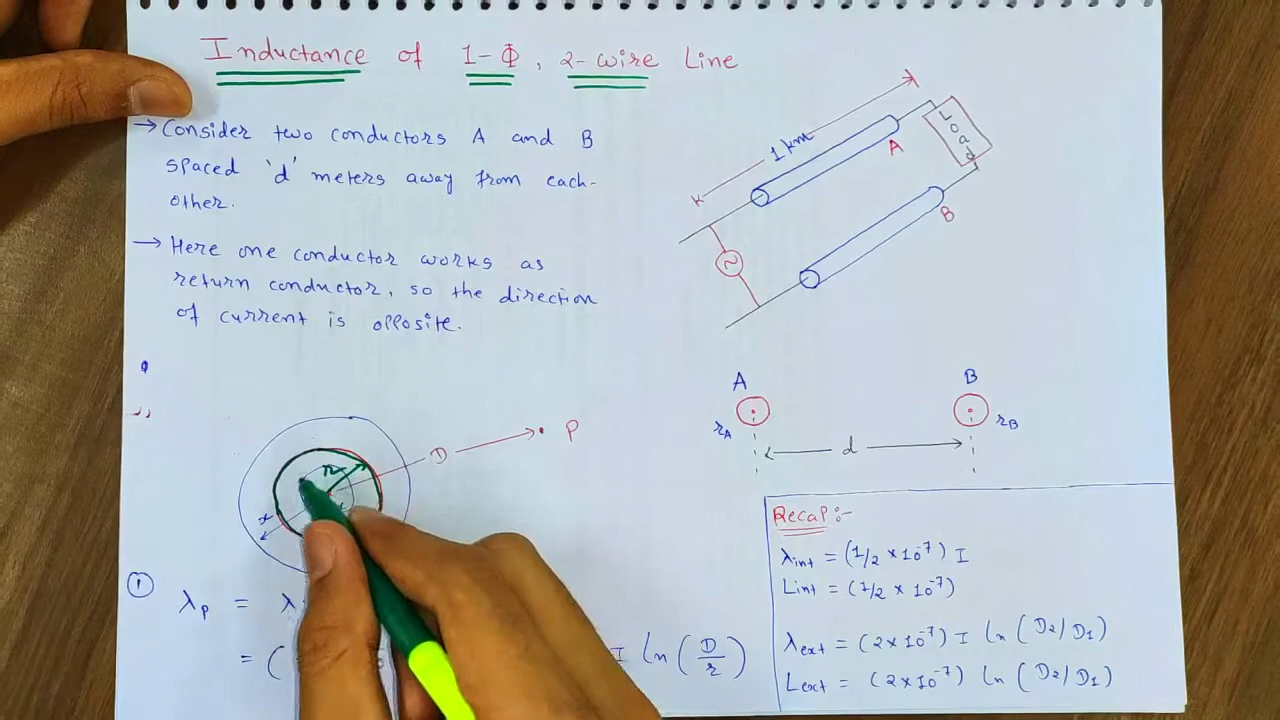 Inductance of 1-Φ, 2-wire Line
→ Consider two conductors A and B
spaced 'd' meters away from each-
other.
→ Here one conductor works as
return conductor, so the direction
of current is opposite.
1 km
Load
A
B
A
B
rA
rB
d
P
D
r
x
① λp = λ
= (
I ln (D/r)
Recap :-
λint = (1/2 × 10⁻⁷) I
Lint = (1/2 × 10⁻⁷)
λext = (2×10⁻⁷) I ln (D2/D1)
Lext = (2×10⁻⁷) ln (D2/D1)